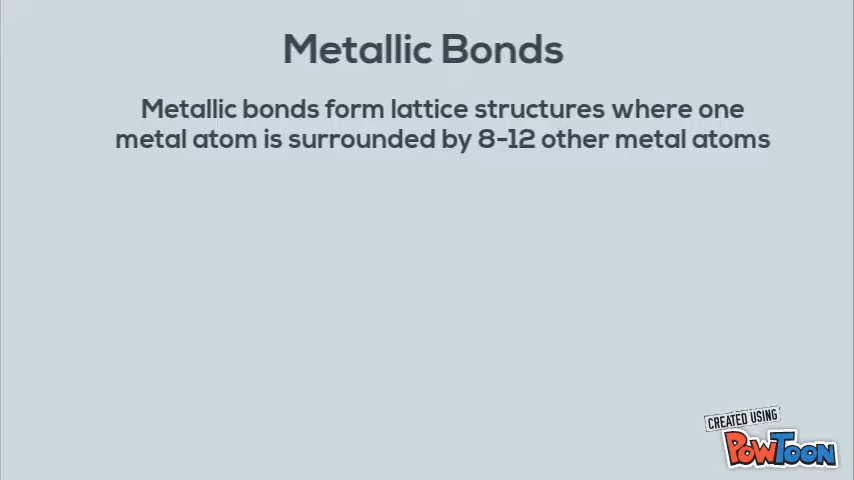 Metallic Bonds
Metallic bonds form lattice structures where one
metal atom is surrounded by 8-12 other metal atoms
CREATED USING
POWTOON